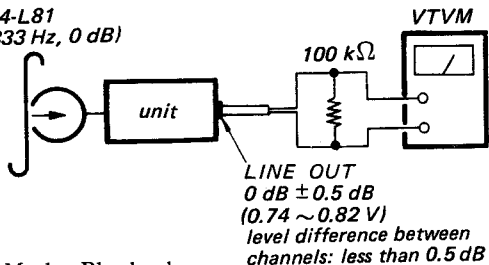 4-L81
333 Hz, 0 dB)
VTVM
100 kΩ
unit
LINE OUT
0 dB ± 0.5 dB
(0.74 ~ 0.82 V)
level difference between
channels: less than 0.5 dB